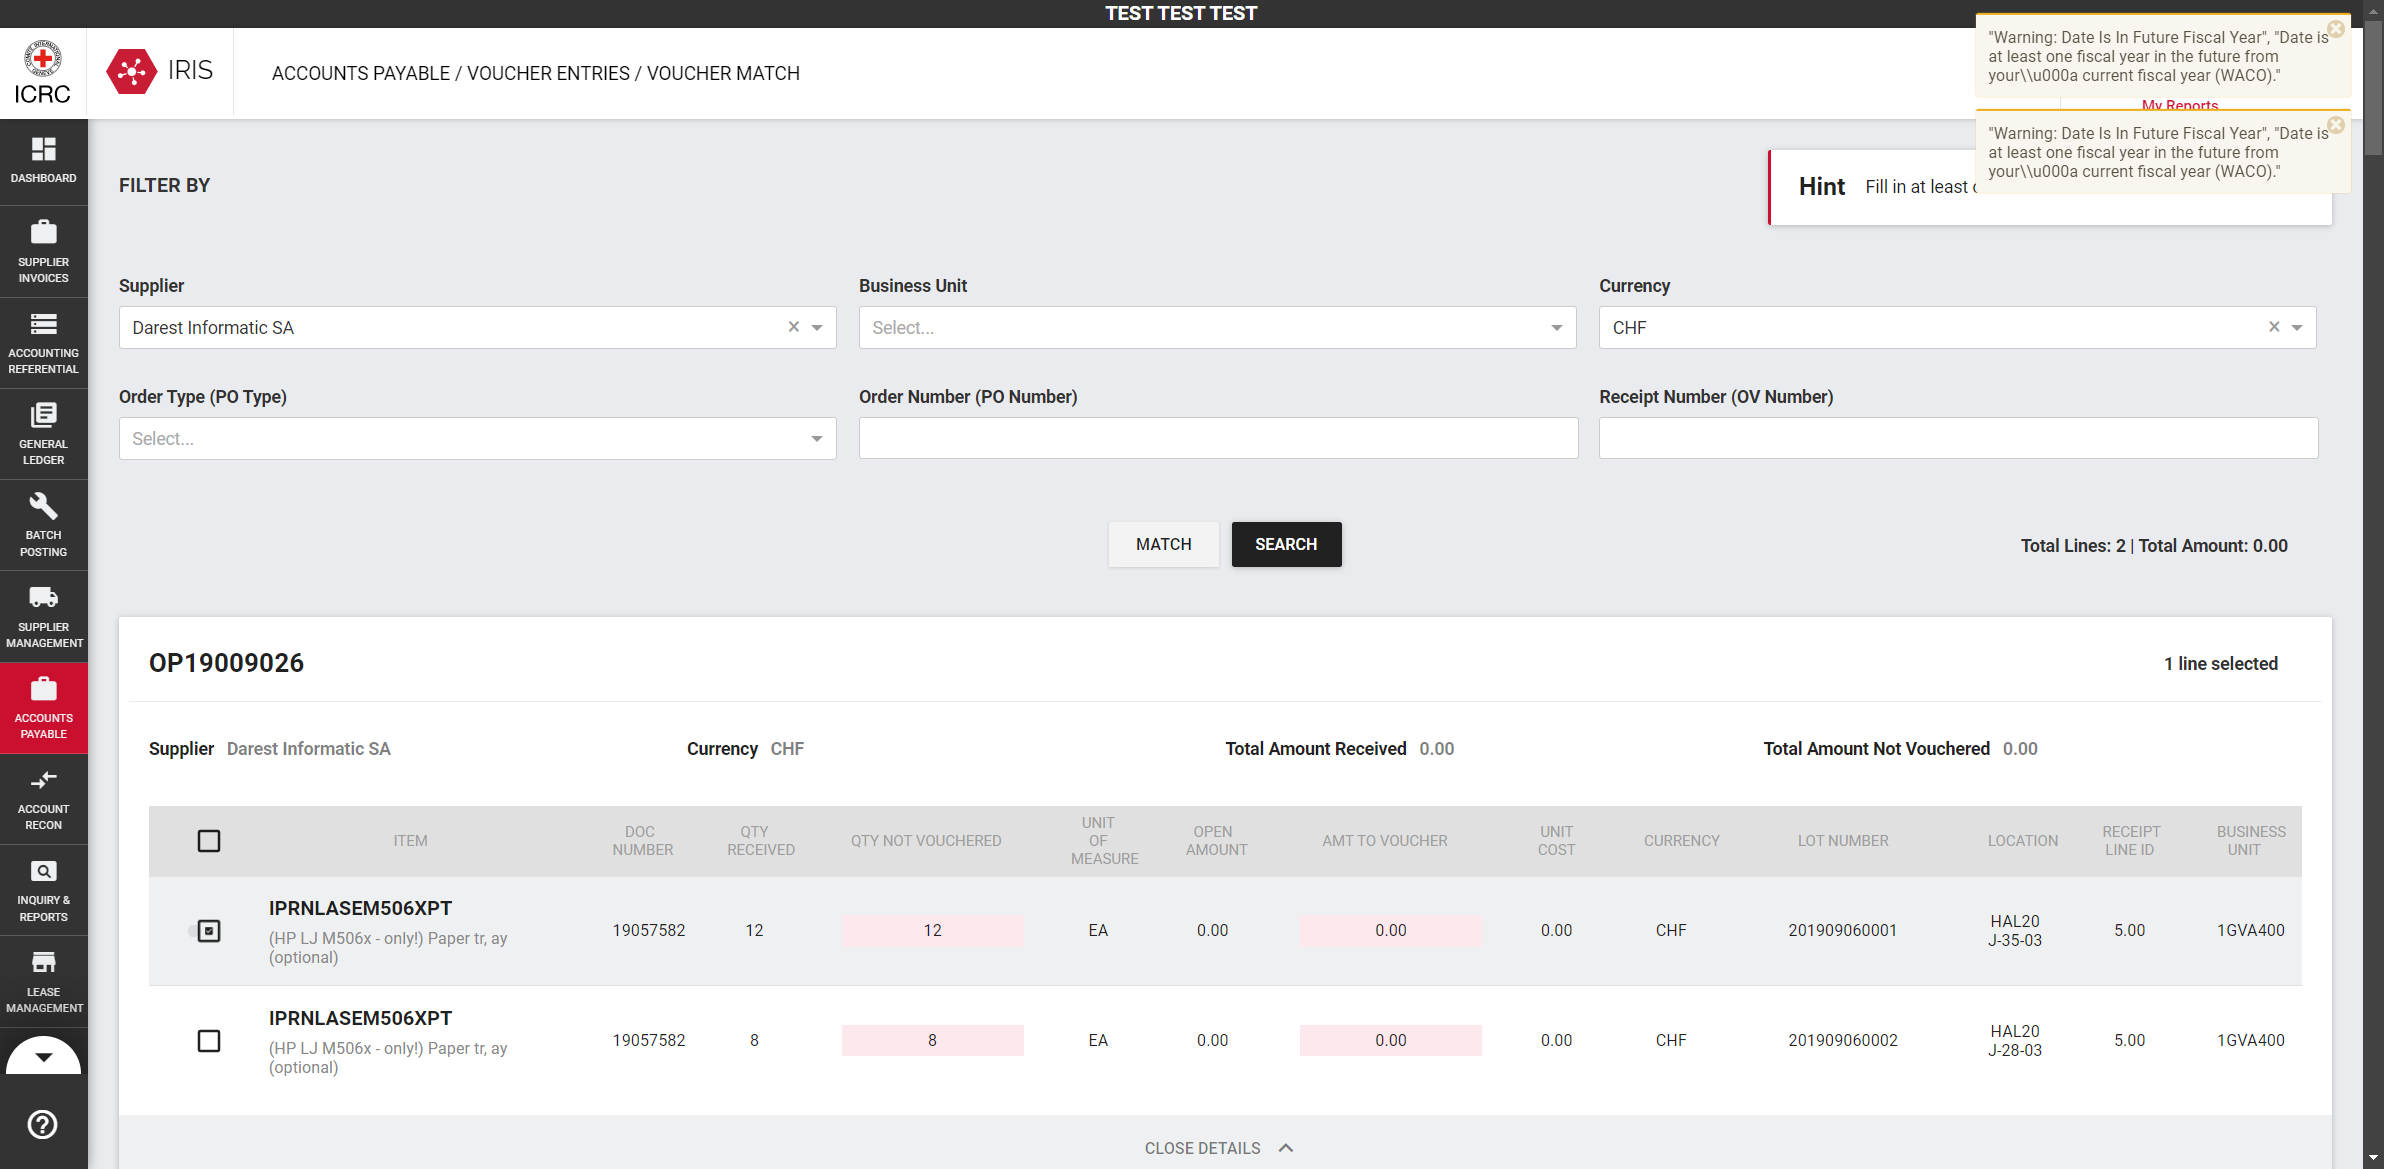 TEST TEST TEST
ICRC
IRIS
ACCOUNTS PAYABLE / VOUCHER ENTRIES / VOUCHER MATCH
"Warning: Date Is In Future Fiscal Year", "Date is
at least one fiscal year in the future from
your\\u000a current fiscal year (WACO)."
My Reports
"Warning: Date Is In Future Fiscal Year", "Date is
at least one fiscal year in the future from
your\\u000a current fiscal year (WACO)."
DASHBOARD
SUPPLIER
INVOICES
ACCOUNTING
REFERENTIAL
GENERAL
LEDGER
BATCH
POSTING
SUPPLIER
MANAGEMENT
ACCOUNTS
PAYABLE
ACCOUNT
RECON
INQUIRY &
REPORTS
LEASE
MANAGEMENT
FILTER BY
Hint Fill in at least
Supplier
Darest Informatic SA
Business Unit
Select...
Currency
CHF
Order Type (PO Type)
Select...
Order Number (PO Number)
Receipt Number (OV Number)
MATCH
SEARCH
Total Lines: 2 | Total Amount: 0.00
OP19009026
1 line selected
Supplier Darest Informatic SA
Currency CHF
Total Amount Received 0.00
Total Amount Not Vouchered 0.00
ITEM
DOC
NUMBER
QTY
RECEIVED
QTY NOT VOUCHERED
UNIT
OF
MEASURE
OPEN
AMOUNT
AMT TO VOUCHER
UNIT
COST
CURRENCY
LOT NUMBER
LOCATION
RECEIPT
LINE ID
BUSINESS
UNIT
IPRNLASEM506XPT
(HP LJ M506x - only!) Paper tr, ay
(optional)
19057582
12
12
EA
0.00
0.00
0.00
CHF
201909060001
HAL20
J-35-03
5.00
1GVA400
IPRNLASEM506XPT
(HP LJ M506x - only!) Paper tr, ay
(optional)
19057582
8
8
EA
0.00
0.00
0.00
CHF
201909060002
HAL20
J-28-03
5.00
1GVA400
CLOSE DETAILS